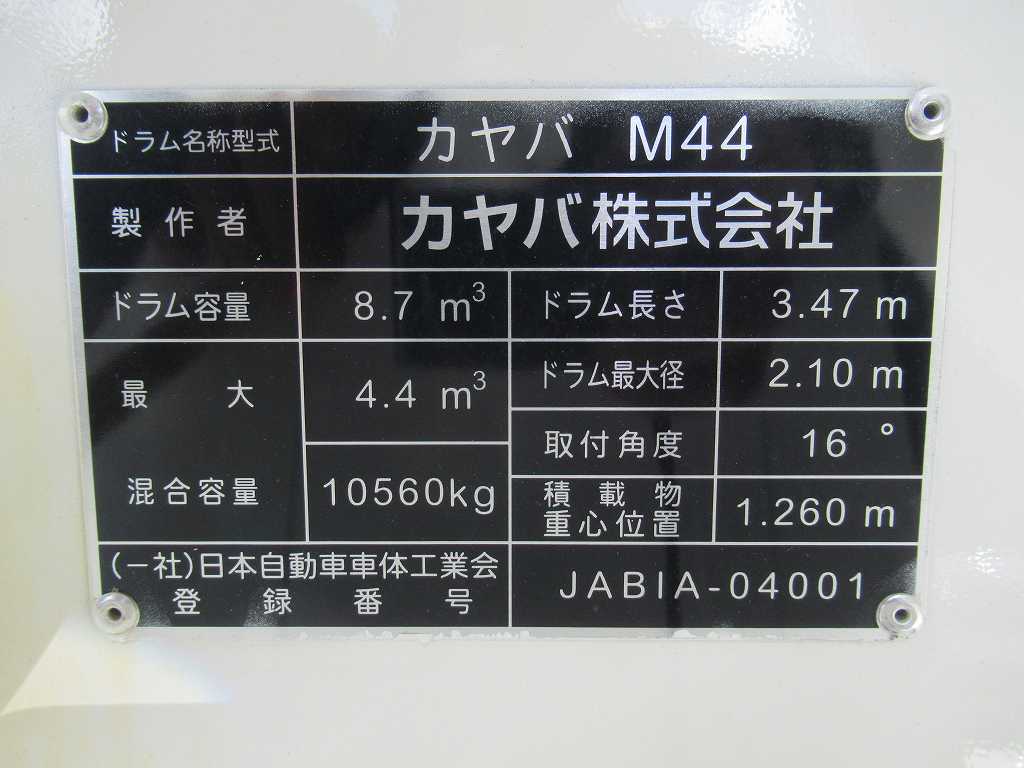 ドラム名称型式 カヤバ M44
製作者 カヤバ株式会社
ドラム容量 8.7 m³ ドラム長さ 3.47 m
最大 4.4 m³ ドラム最大径 2.10 m
取付角度 16°
混合容量 10560kg 積載物 重心位置 1.260 m
(一社)日本自動車車体工業会
登録番号 JABIA-04001